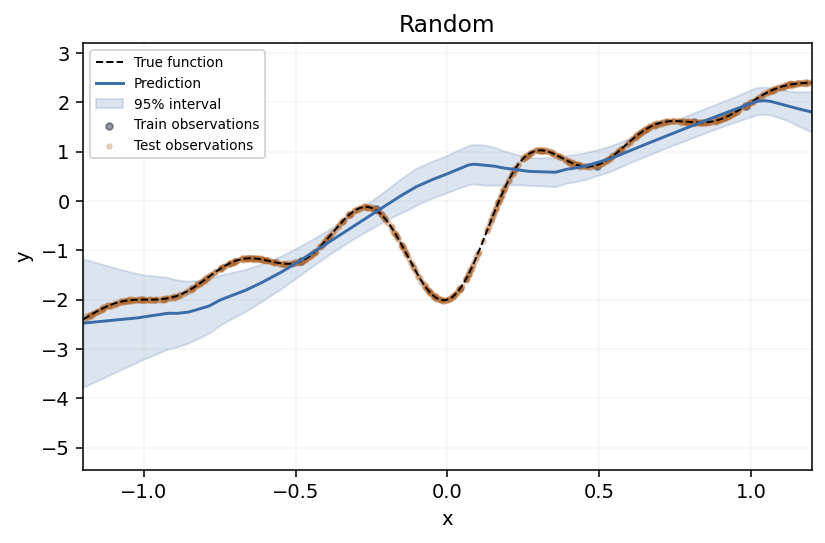 Random
True function
Prediction
95% interval
Train observations
Test observations
3
2
1
0
−1
−2
−3
−4
−5
y
−1.0
−0.5
0.0
0.5
1.0
x